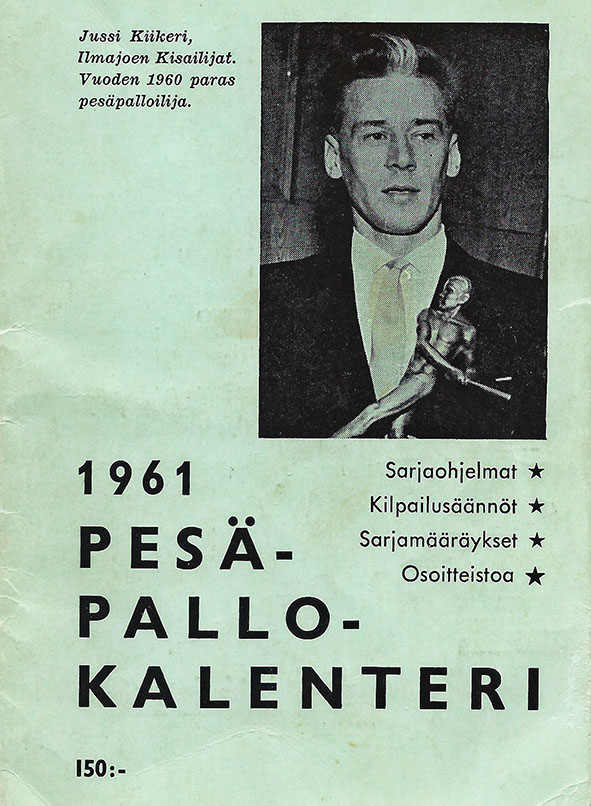 Jussi Kiikeri,
Ilmajoen Kisailijat.
Vuoden 1960 paras
pesäpalloilija.
Sarjaohjelmat ★
Kilpailusäännöt ★
Sarjamääräykset ★
Osoitteistoa ★
1961
PESÄ-
PALLO-
KALENTERI
150:-